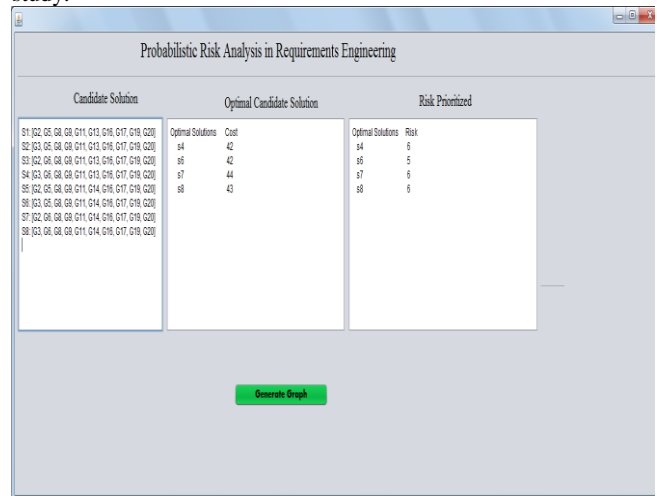 study.
Probabilistic Risk Analysis in Requirements Engineering
Candidate Solution
S1: [G2, G5, G8, G9, G11, G13, G16, G17, G19, G20]
S2: [G3, G5, G8, G9, G11, G13, G16, G17, G19, G20]
S3: [G2, G6, G8, G9, G11, G13, G16, G17, G19, G20]
S4: [G3, G6, G8, G9, G11, G13, G16, G17, G19, G20]
S5: [G2, G5, G8, G9, G11, G14, G16, G17, G19, G20]
S6: [G3, G5, G8, G9, G11, G14, G16, G17, G19, G20]
S7: [G2, G6, G8, G9, G11, G14, G16, G17, G19, G20]
S8: [G3, G6, G8, G9, G11, G14, G16, G17, G19, G20]
Optimal Candidate Solution
Optimal Solutions Cost
s4 42
s6 42
s7 44
s8 43
Risk Prioritized
Optimal Solutions Risk
s4 6
s6 5
s7 6
s8 6
Generate Graph